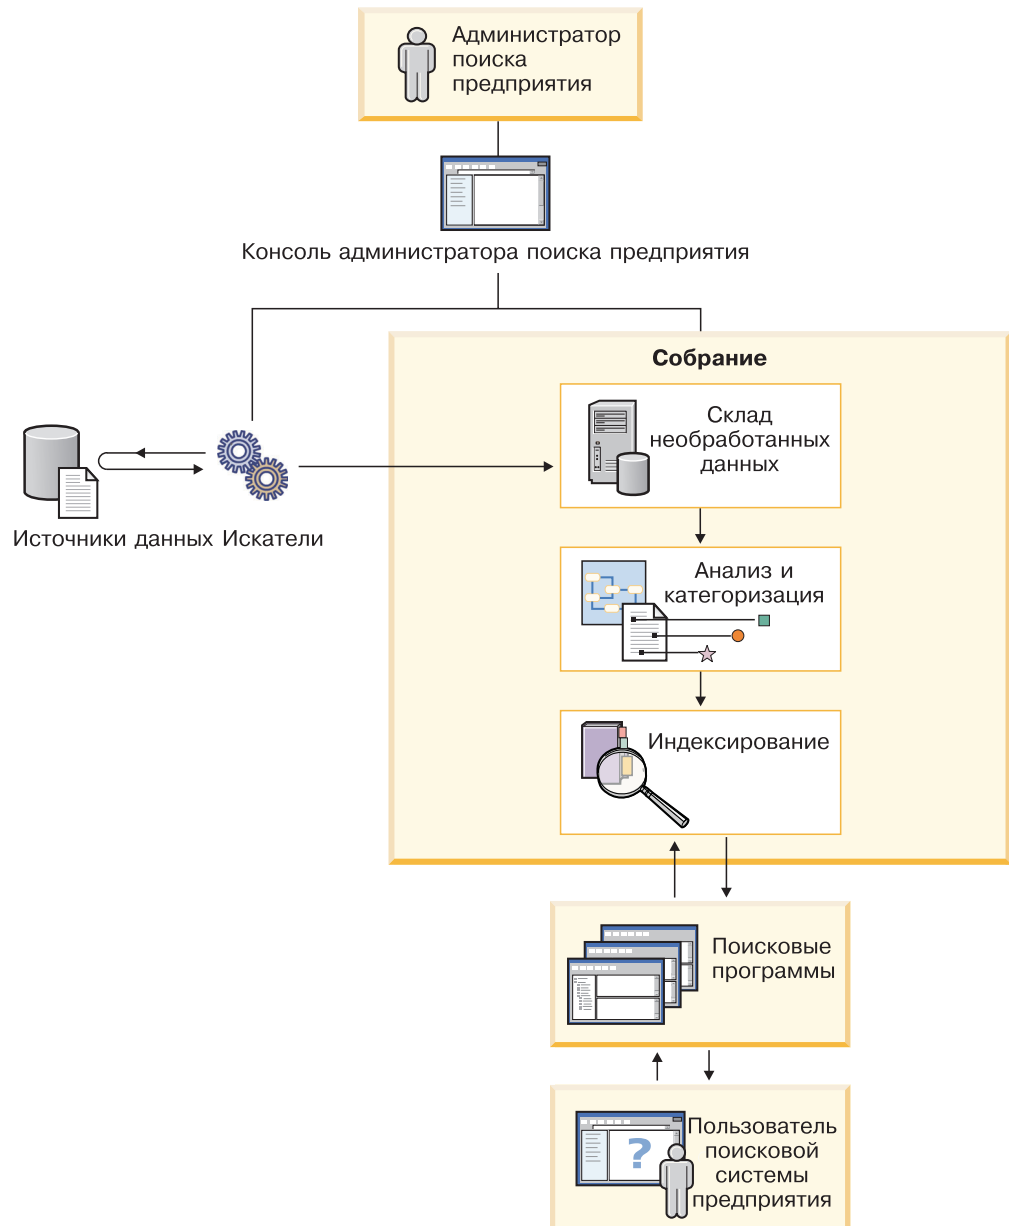 Администратор
поиска
предприятия
Консоль администратора поиска предприятия
Собрание
Склад
необработанных
данных
Источники данных Искатели
Анализ и
категоризация
Индексирование
Поисковые
программы
?
Пользователь
поисковой
системы
предприятия